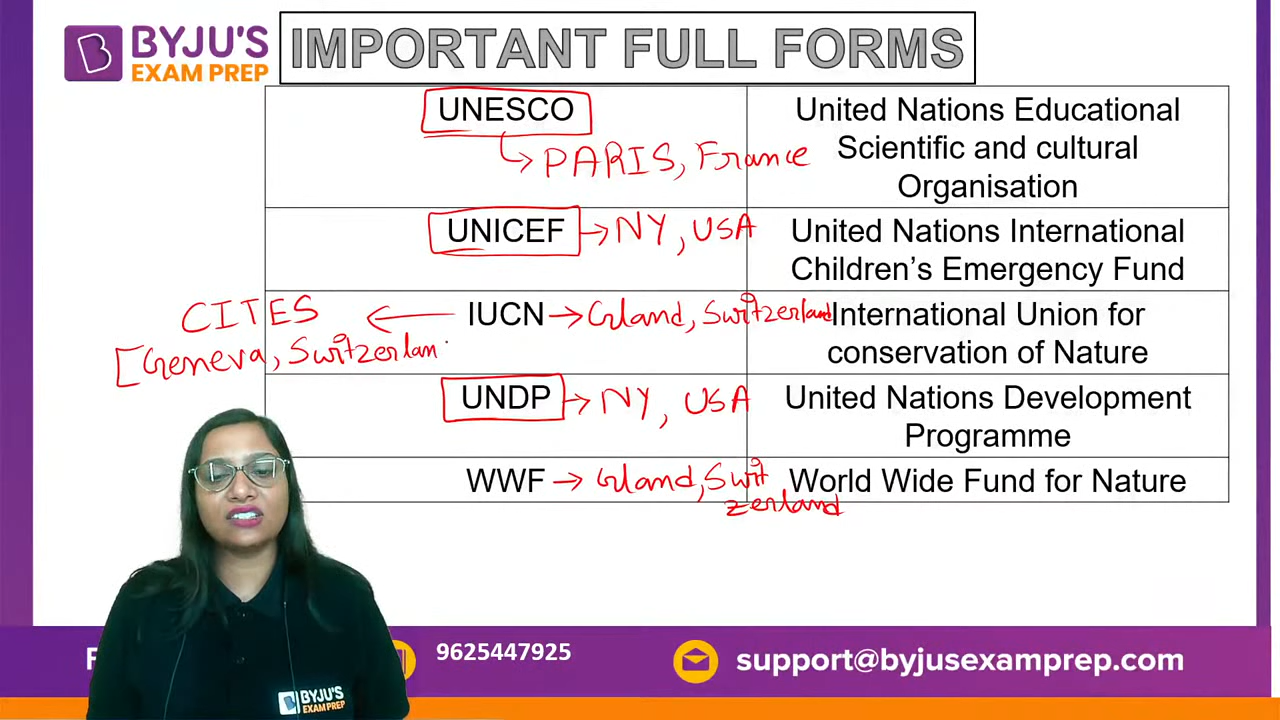 BYJU'S
EXAM PREP
IMPORTANT FULL FORMS
UNESCO
PARIS, France
United Nations Educational
Scientific and cultural
Organisation
UNICEF
NY, USA
United Nations International
Children's Emergency Fund
CITES
[Geneva, Switzerlan
IUCN
Gland, Switzerland
International Union for
conservation of Nature
UNDP
NY, USA
United Nations Development
Programme
WWF
Gland, Swit
zerland
World Wide Fund for Nature
9625447925
support@byjusexamprep.com
BYJU'S
EXAM PREP